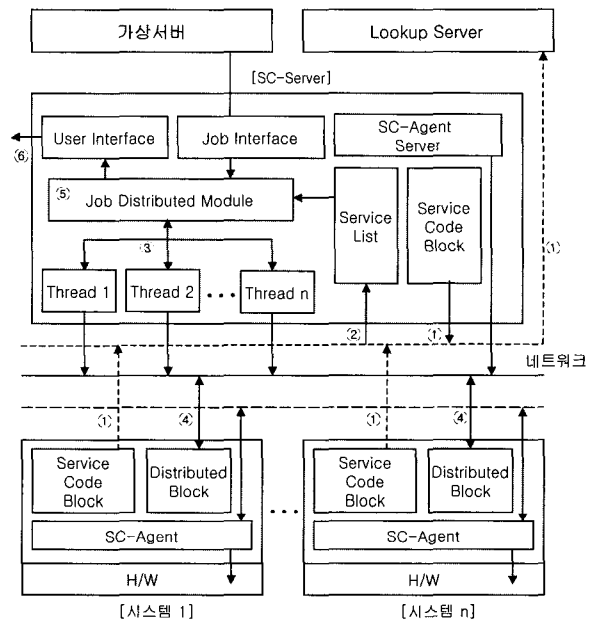 가상서버
Lookup Server
[SC-Server]
User Interface
Job Interface
SC-Agent
Server
⑥
⑤
Job Distributed Module
Service
List
Service
Code
Block
①
③
Thread 1
Thread 2
• • •
Thread n
②
①
네트워크
①
④
①
④
Service
Code
Block
Distributed
Block
• • •
Service
Code
Block
Distributed
Block
SC-Agent
SC-Agent
H/W
H/W
[시스템 1]
[시스템 n]